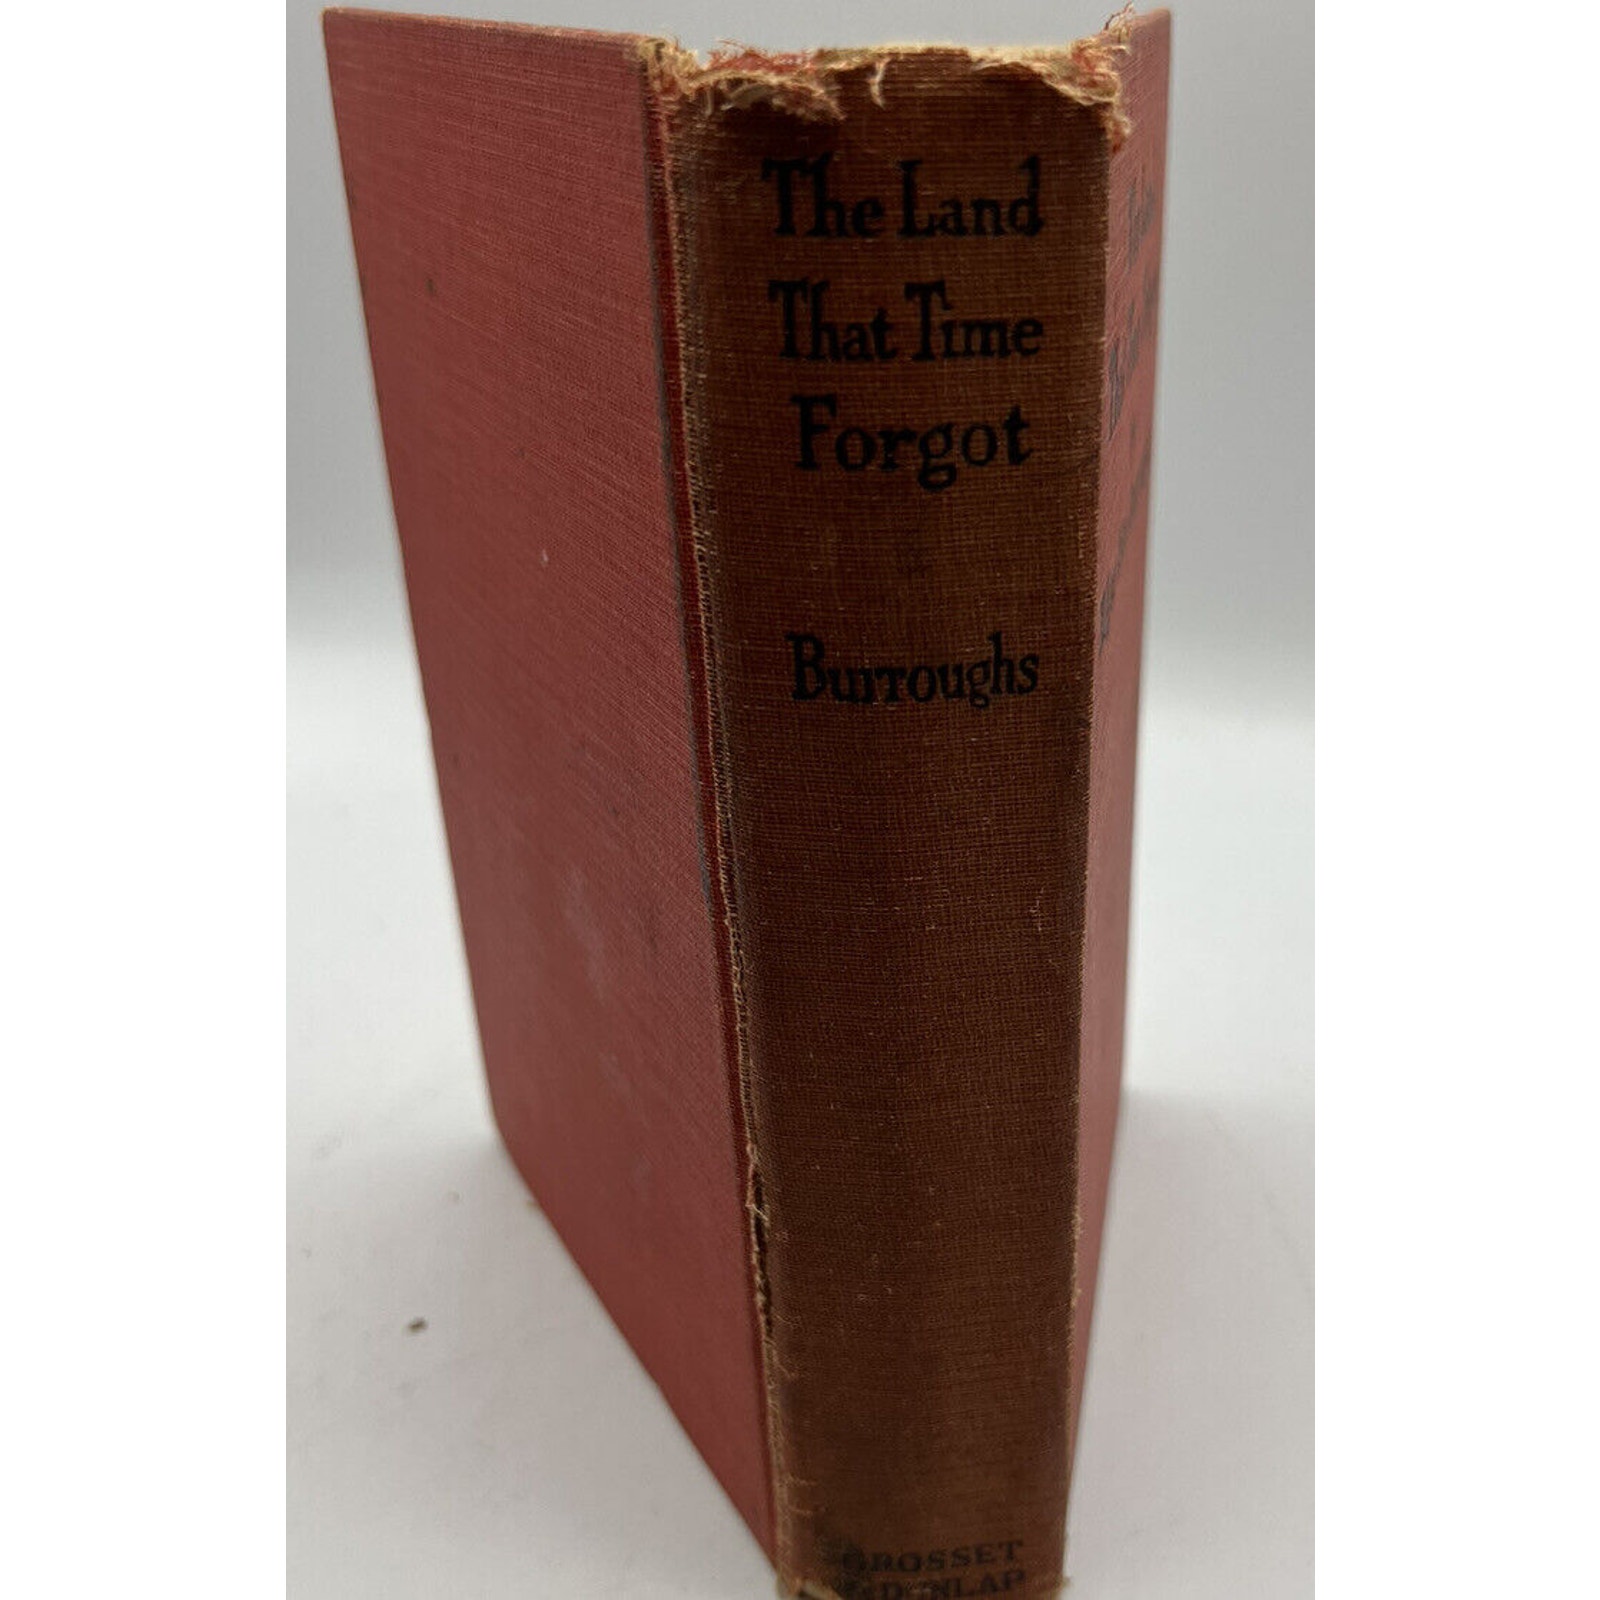 The Land
That Time
Forgot
Burroughs
GROSSET
& DUNLAP